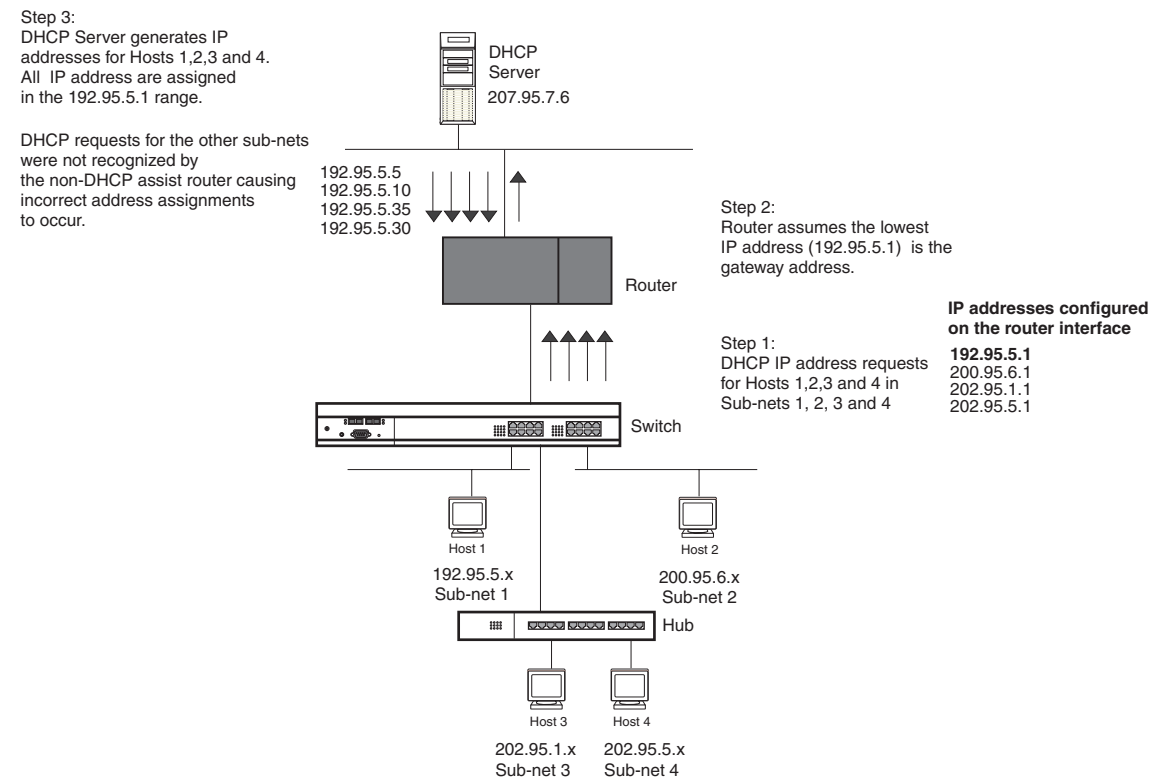 Step 3:
DHCP Server generates IP
addresses for Hosts 1,2,3 and 4.
All IP address are assigned
in the 192.95.5.1 range.
DHCP requests for the other sub-nets
were not recognized by
the non-DHCP assist router causing
incorrect address assignments
to occur.
DHCP
Server
207.95.7.6
192.95.5.5
192.95.5.10
192.95.5.35
192.95.5.30
Step 2:
Router assumes the lowest
IP address (192.95.5.1) is the
gateway address.
Router
IP addresses configured
on the router interface
192.95.5.1
200.95.6.1
202.95.1.1
202.95.5.1
Step 1:
DHCP IP address requests
for Hosts 1,2,3 and 4 in
Sub-nets 1, 2, 3 and 4
Switch
Host 1
192.95.5.x
Sub-net 1
Host 2
200.95.6.x
Sub-net 2
Hub
Host 3
202.95.1.x
Sub-net 3
Host 4
202.95.5.x
Sub-net 4